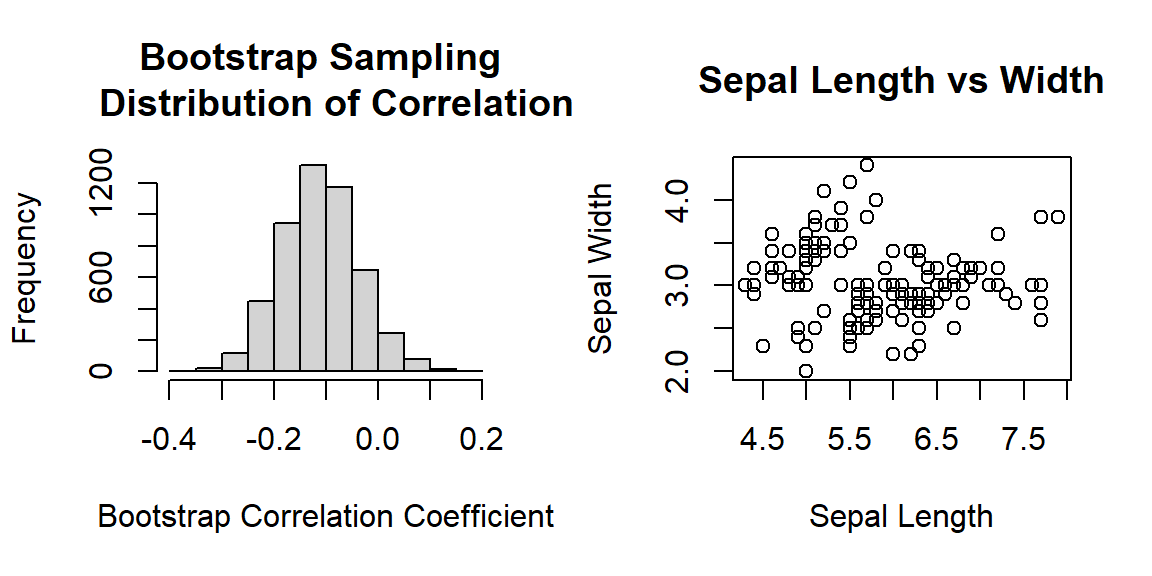 Bootstrap Sampling
Distribution of Correlation
Frequency
1200
600
0
-0.4 -0.2 0.0 0.2
Bootstrap Correlation Coefficient
Sepal Length vs Width
Sepal Width
4.0
3.0
2.0
4.5 5.5 6.5 7.5
Sepal Length